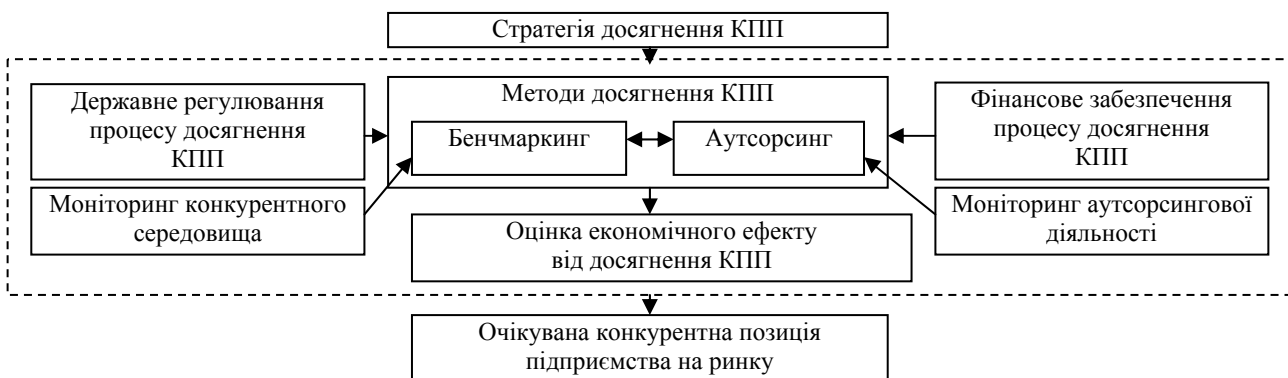 Стратегія досягнення КПП
Державне регулювання
процесу досягнення
КПП
Методи досягнення КПП
Бенчмаркинг
Аутсорсинг
Фінансове забезпечення
процесу досягнення
КПП
Моніторинг конкурентного
середовища
Моніторинг аутсорсингової
діяльності
Оцінка економічного ефекту
від досягнення КПП
Очікувана конкурентна позиція
підприємства на ринку